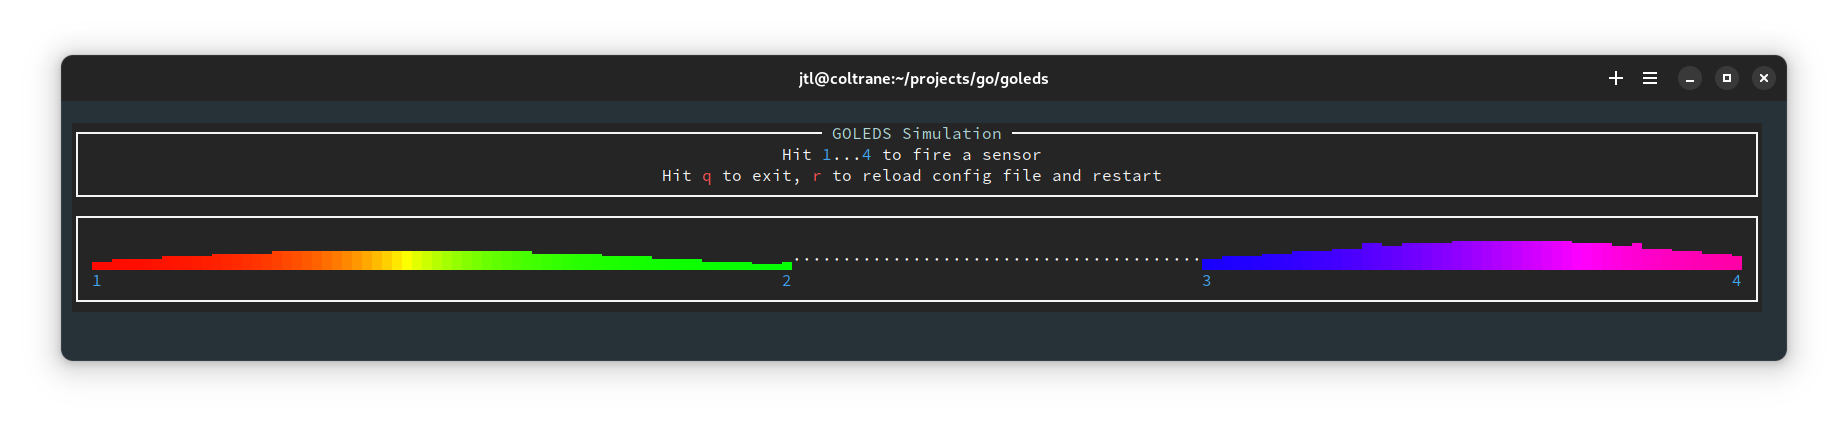 jtl@coltrane:~/projects/go/goleds
GOLEDS Simulation
Hit 1...4 to fire a sensor
Hit q to exit, r to reload config file and restart
1 2 3 4